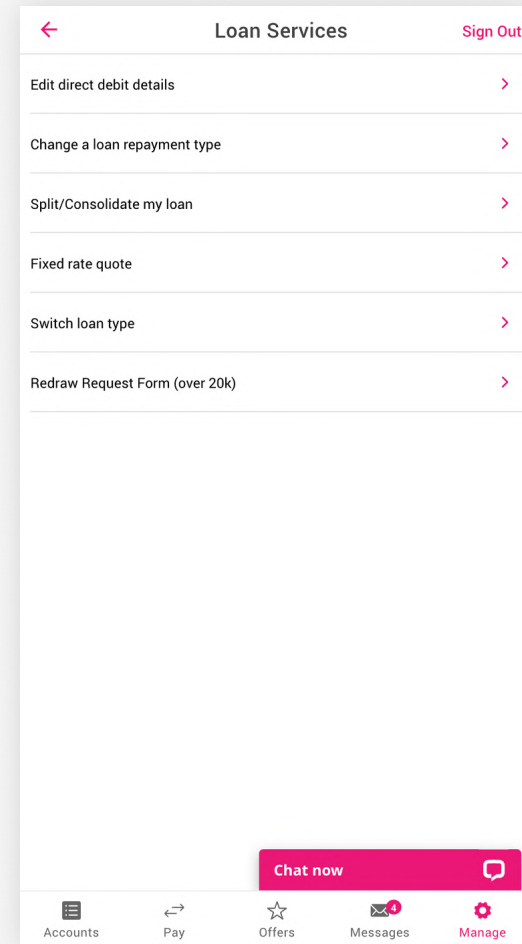 Loan Services
Sign Out
Edit direct debit details
Change a loan repayment type
Split/Consolidate my loan
Fixed rate quote
Switch loan type
Redraw Request Form (over 20k)
Chat now
4
Accounts
Pay
Offers
Messages
Manage